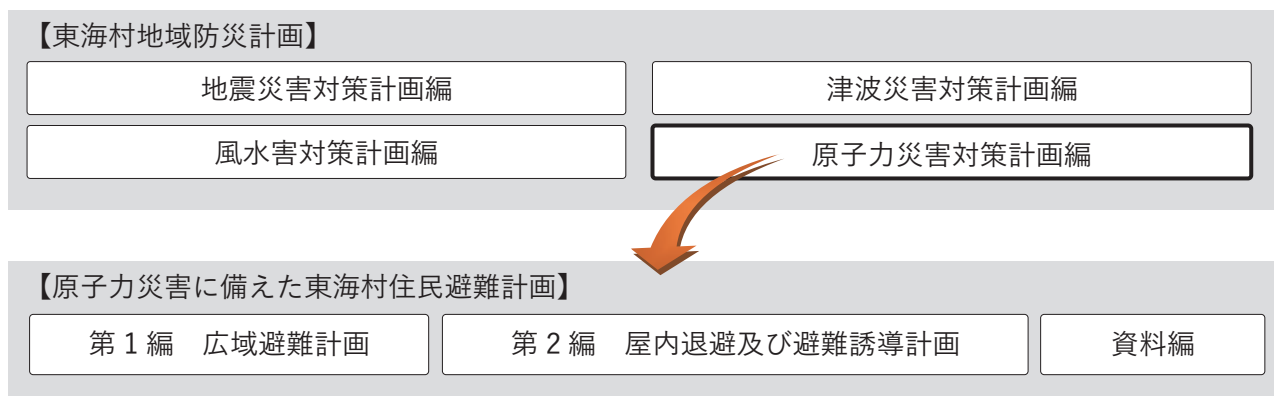 【東海村地域防災計画】
地震災害対策計画編
津波災害対策計画編
風水害対策計画編
原子力災害対策計画編
【原子力災害に備えた東海村住民避難計画】
第1編　広域避難計画
第2編　屋内退避及び避難誘導計画
資料編